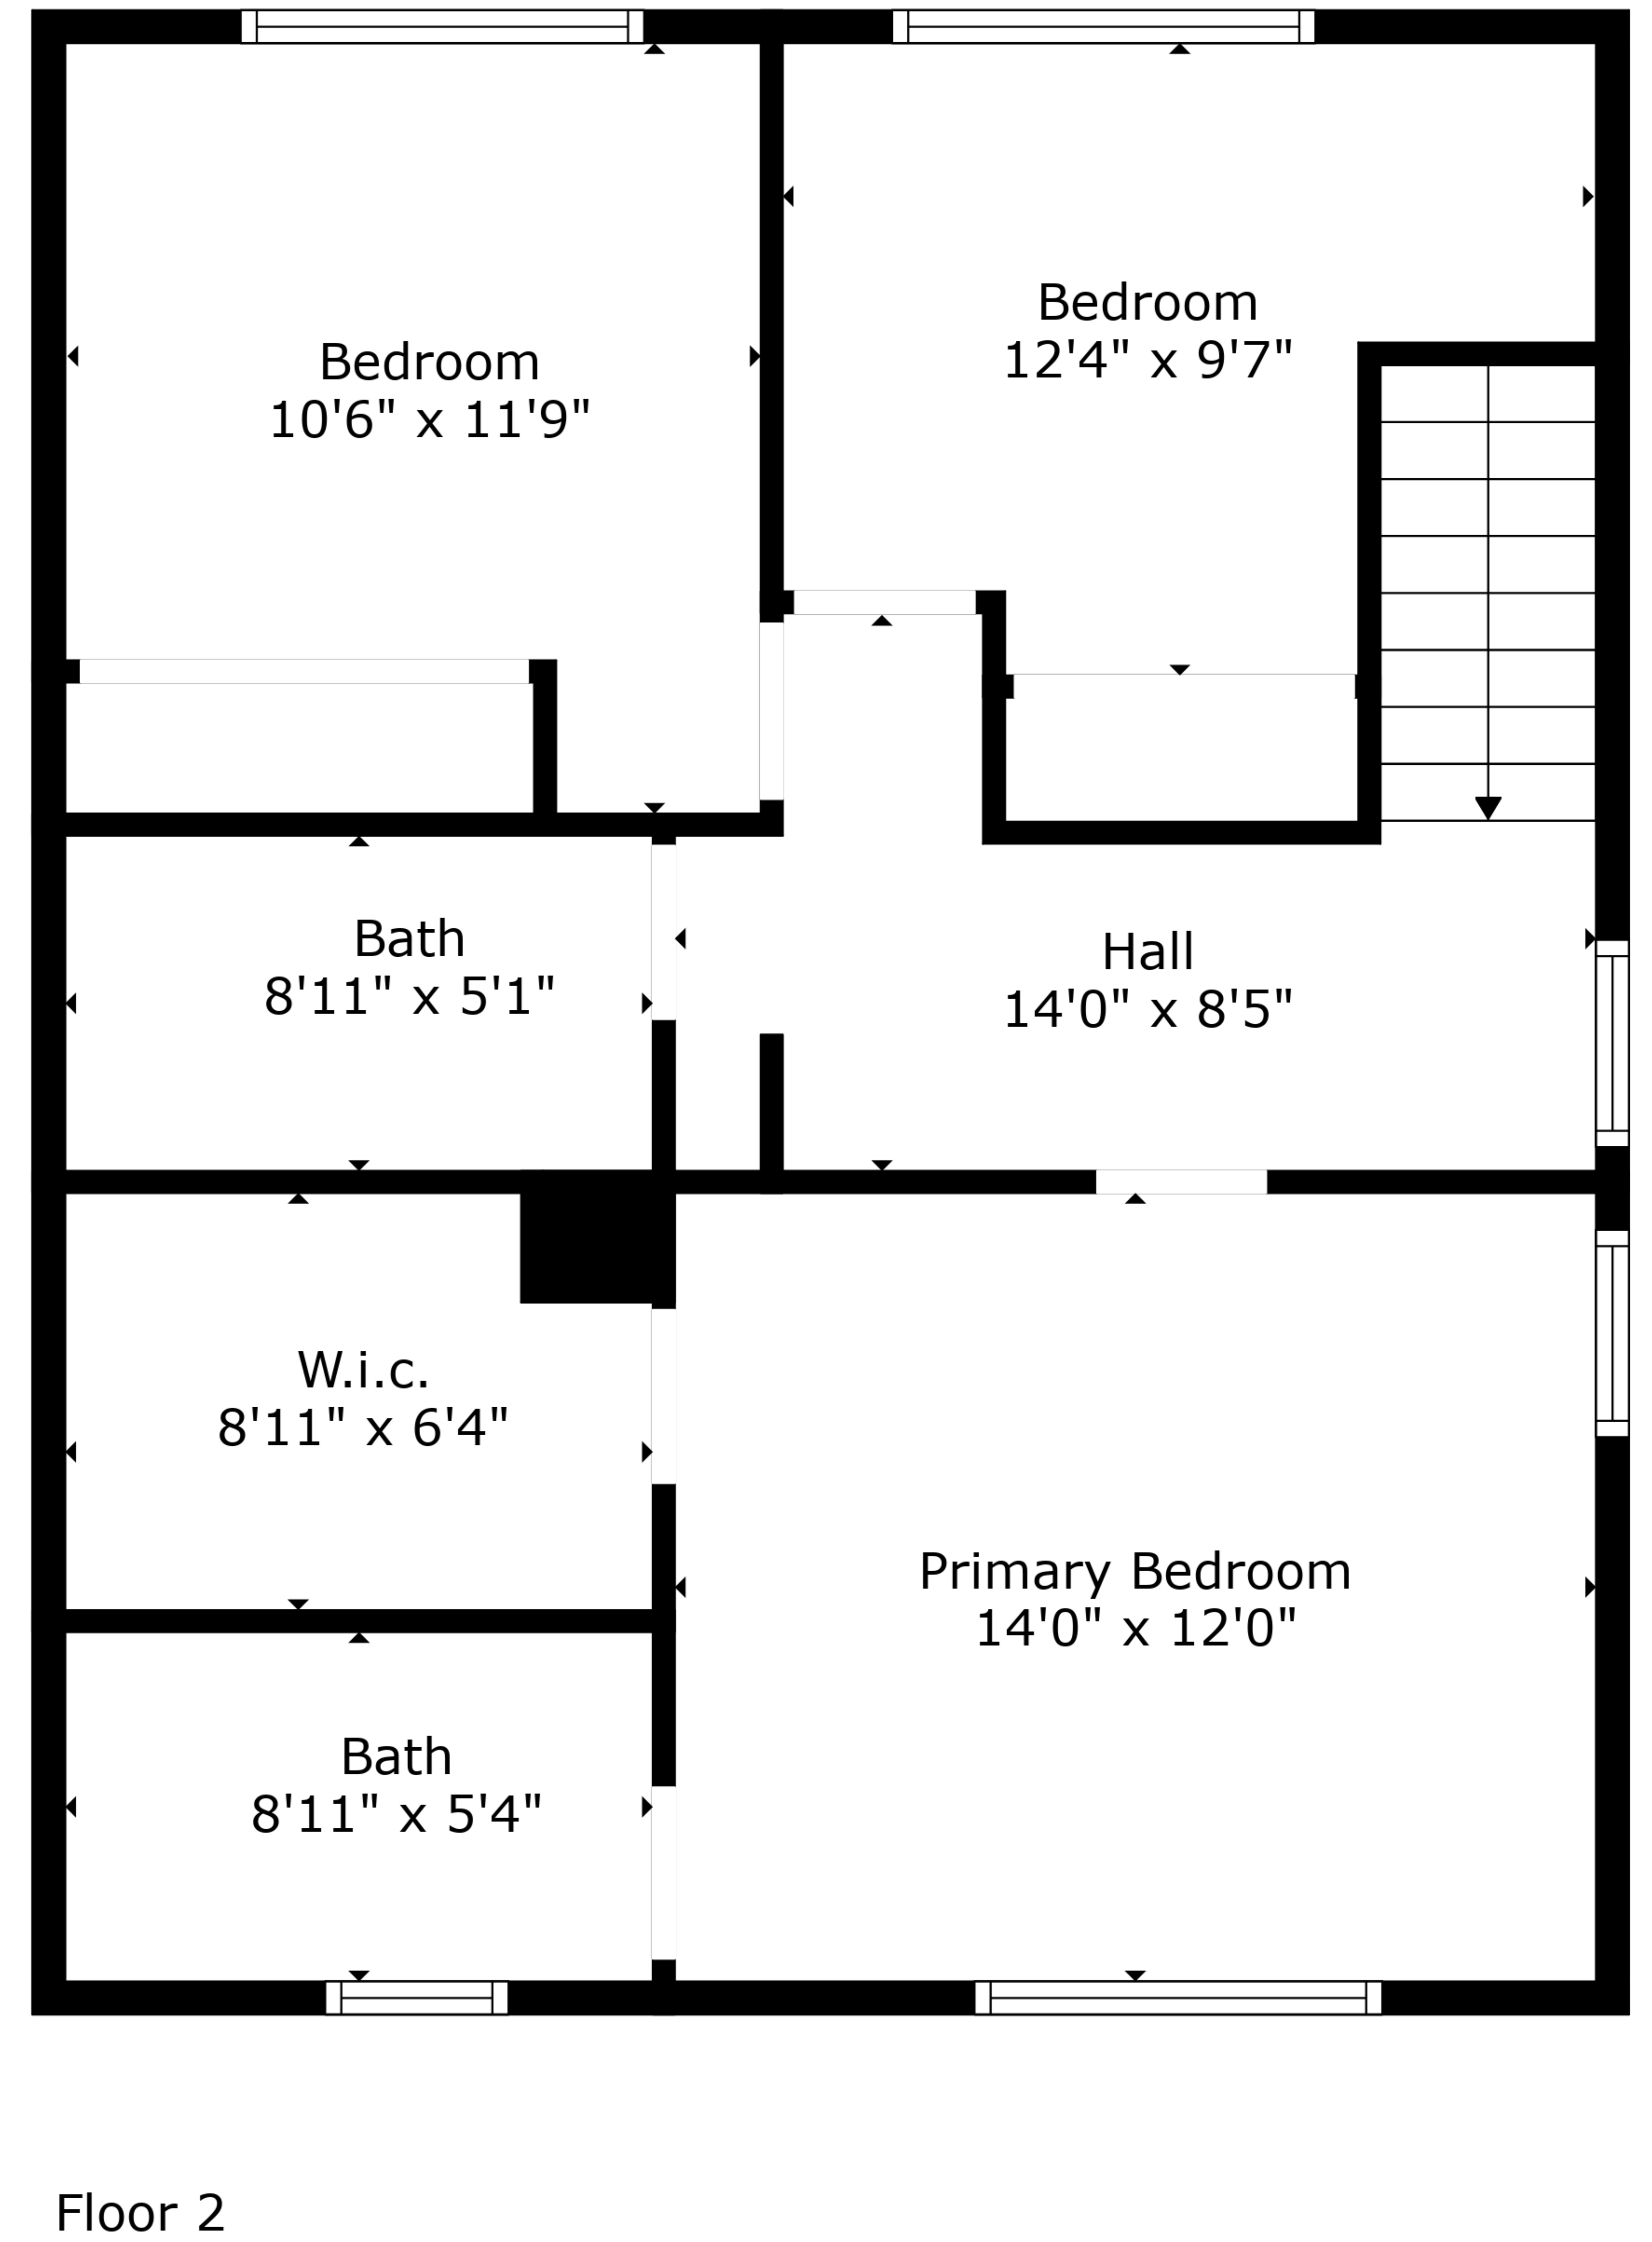 Bedroom
10'6" x 11'9"
Bedroom
12'4" x 9'7"
Bath
8'11" x 5'1"
Hall
14'0" x 8'5"
W.i.c.
8'11" x 6'4"
Primary Bedroom
14'0" x 12'0"
Bath
8'11" x 5'4"
Floor 2